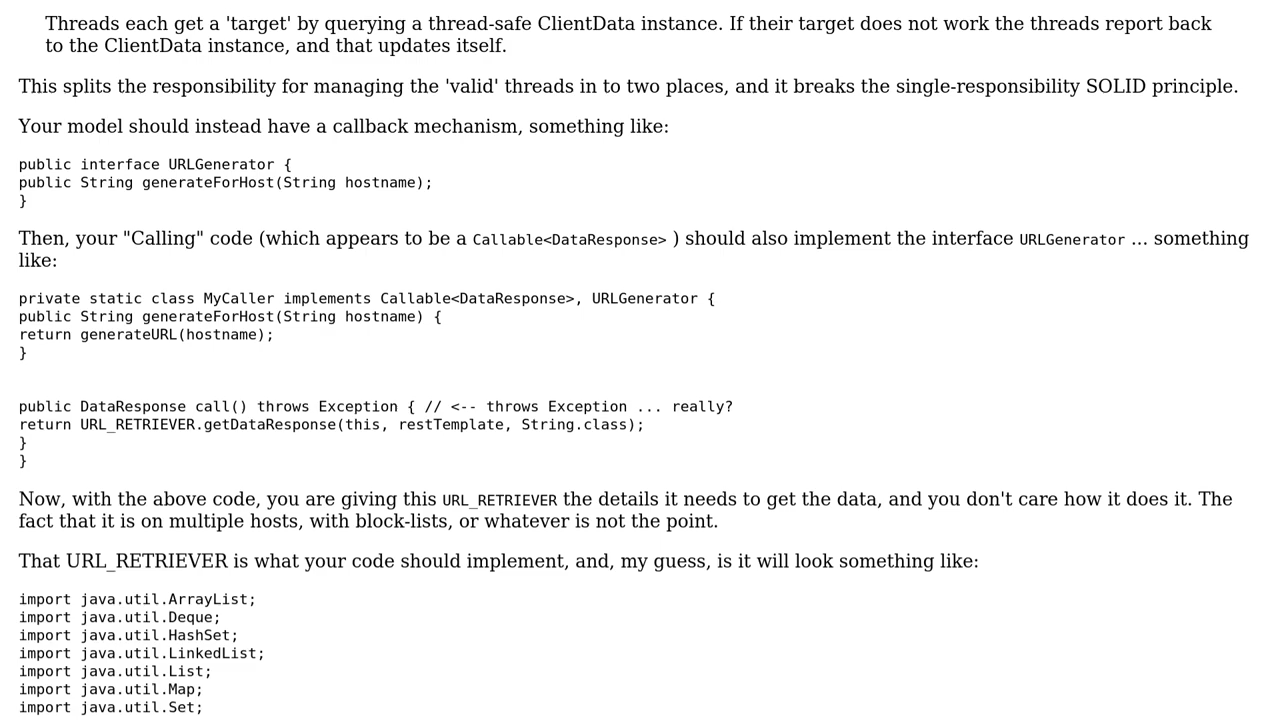 Threads each get a 'target' by querying a thread-safe ClientData instance. If their target does not work the threads report back
to the ClientData instance, and that updates itself.
This splits the responsibility for managing the 'valid' threads in to two places, and it breaks the single-responsibility SOLID principle.
Your model should instead have a callback mechanism, something like:
public interface URLGenerator {
public String generateForHost(String hostname);
}
Then, your "Calling" code (which appears to be a Callable<DataResponse> ) should also implement the interface URLGenerator ... something
like:
private static class MyCaller implements Callable<DataResponse>, URLGenerator {
public String generateForHost(String hostname) {
return generateURL(hostname);
}
public DataResponse call() throws Exception { // <-- throws Exception ... really?
return URL_RETRIEVER.getDataResponse(this, restTemplate, String.class);
}
}
Now, with the above code, you are giving this URL_RETRIEVER the details it needs to get the data, and you don't care how it does it. The
fact that it is on multiple hosts, with block-lists, or whatever is not the point.
That URL_RETRIEVER is what your code should implement, and, my guess, is it will look something like:
import java.util.ArrayList;
import java.util.Deque;
import java.util.HashSet;
import java.util.LinkedList;
import java.util.List;
import java.util.Map;
import java.util.Set;